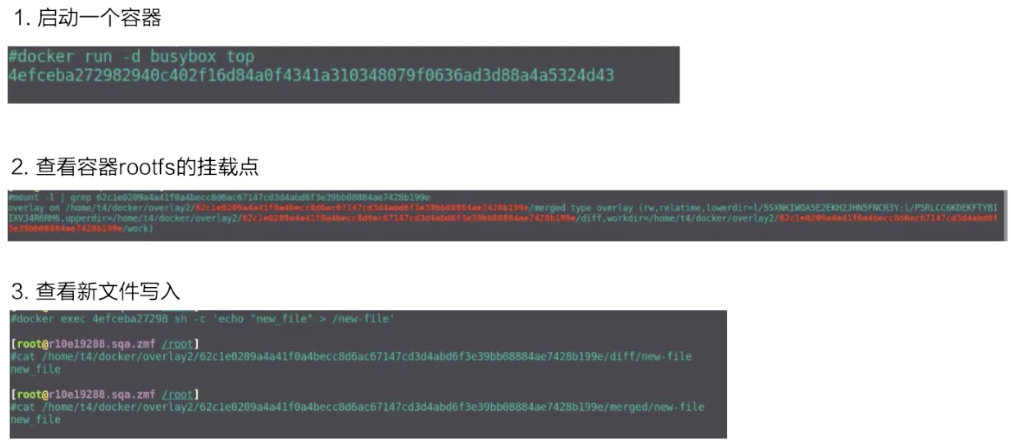 1. 启动一个容器
#docker run -d busybox top
4efceba272982940c402f16d84a0f4341a310348079f0636ad3d88a4a5324d43
2. 查看容器rootfs的挂载点
#mount -l | grep 62c1e0209a4a41f0a4becc8d6ac67147cd3d4abd6f3e39bb08884ae7428b199e
overlay on /home/t4/docker/overlay2/62c1e0209a4a41f0a4becc8d6ac67147cd3d4abd6f3e39bb08884ae7428b199e/merged type overlay (rw,relatime,lowerdir=l/5SXNKIWOA5E2EKH2JHN5FNCR3Y:l/P5RLCC6KDEKFTYBI
IXVJ4R6RH6,upperdir=/home/t4/docker/overlay2/62c1e0209a4a41f0a4becc8d6ac67147cd3d4abd6f3e39bb08884ae7428b199e/diff,workdir=/home/t4/docker/overlay2/62c1e0209a4a41f0a4becc8d6ac67147cd3d4abd6f
3e39bb08884ae7428b199e/work)
3. 查看新文件写入
#docker exec 4efceba27298 sh -c 'echo "new_file" > /new-file'
[root@r10e19288.sqa.zmf /root]
#cat /home/t4/docker/overlay2/62c1e0209a4a41f0a4becc8d6ac67147cd3d4abd6f3e39bb08884ae7428b199e/diff/new-file
new_file
[root@r10e19288.sqa.zmf /root]
#cat /home/t4/docker/overlay2/62c1e0209a4a41f0a4becc8d6ac67147cd3d4abd6f3e39bb08884ae7428b199e/merged/new-file
new_file